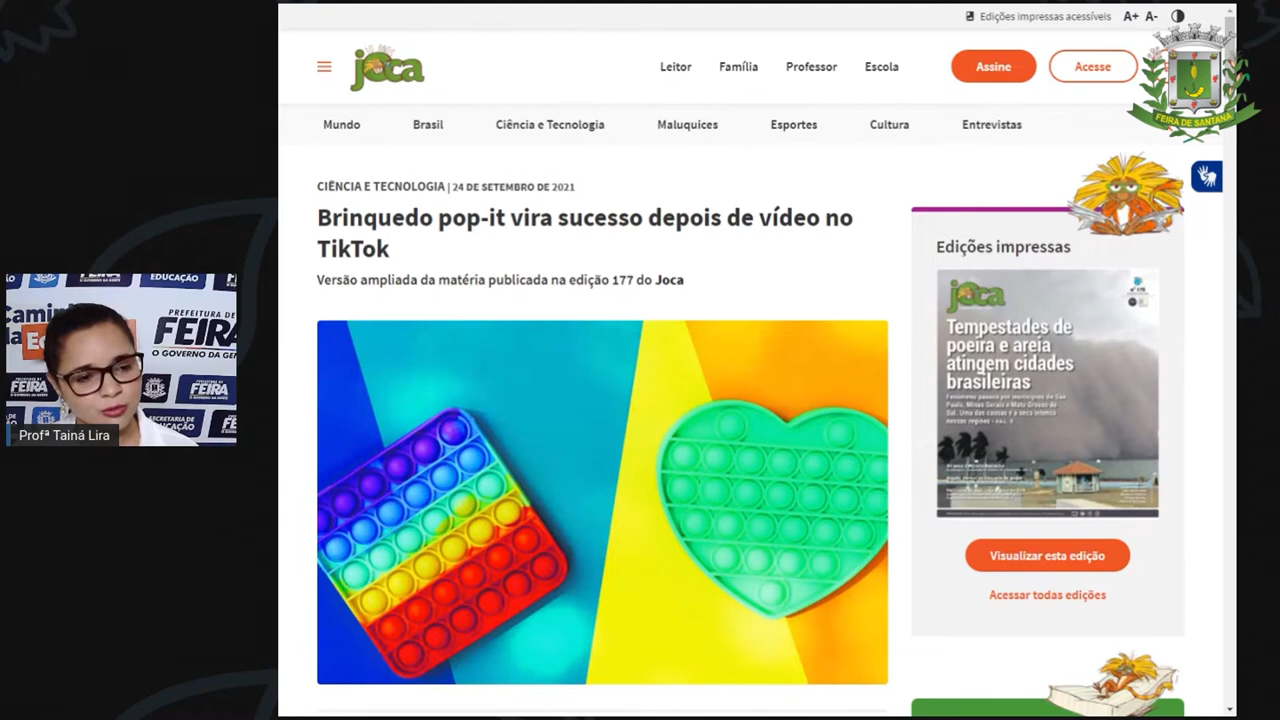 Edições impressas acessíveis A+ A-
joca
Leitor Família Professor Escola Assine Acesse
FEIRA DE SANTANA
Mundo Brasil Ciência e Tecnologia Maluquices Esportes Cultura Entrevistas
CIÊNCIA E TECNOLOGIA | 24 DE SETEMBRO DE 2021
Brinquedo pop-it vira sucesso depois de vídeo no
TikTok
Versão ampliada da matéria publicada na edição 177 do Joca
Edições impressas
joca
Tempestades de
poeira e areia
atingem cidades
brasileiras
Visualizar esta edição
Acessar todas edições
EDUCAÇÃO
PREFEITURA DE
FEIRA
O GOVERNO DA
FEIRA
FEIRA
SECRETARIA DE
EDUCAÇÃO
Profª Tainá Lira